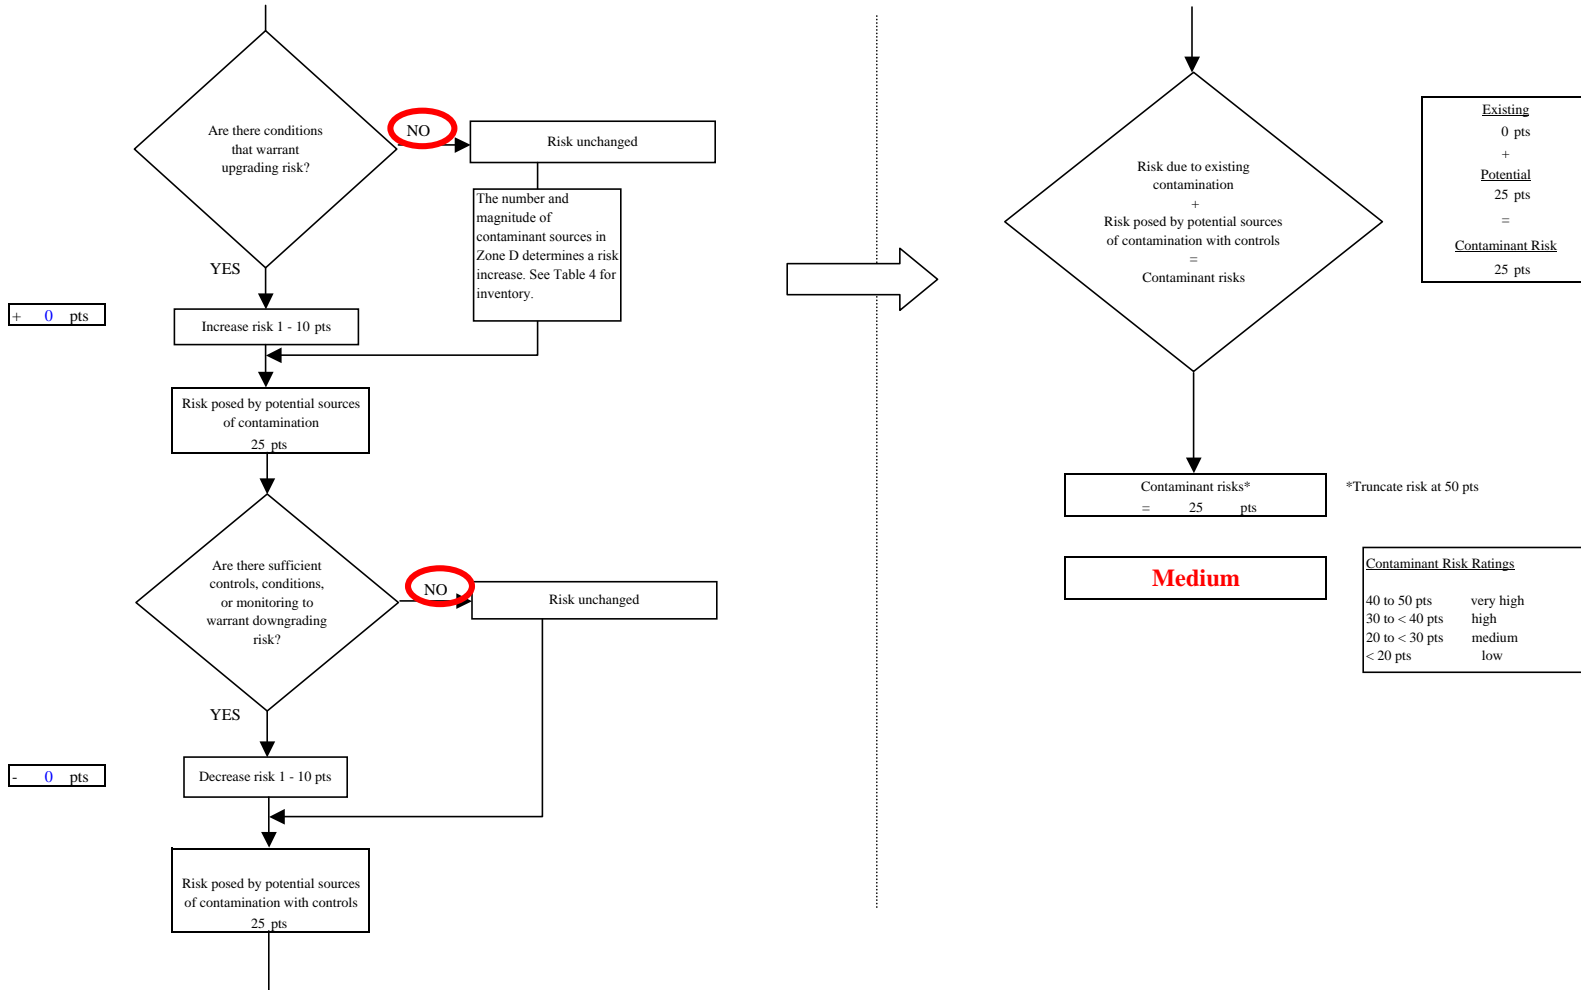 Are there conditions
that warrant
upgrading risk?
NO
Risk unchanged
The number and
magnitude of
contaminant sources in
Zone D determines a risk
increase. See Table 4 for
inventory.
YES
+ 0 pts
Increase risk 1 - 10 pts
Risk posed by potential sources
of contamination
25 pts
Are there sufficient
controls, conditions,
or monitoring to
warrant downgrading
risk?
NO
Risk unchanged
YES
- 0 pts
Decrease risk 1 - 10 pts
Risk posed by potential sources
of contamination with controls
25 pts
Risk due to existing
contamination
+
Risk posed by potential sources
of contamination with controls
=
Contaminant risks
Existing
0 pts
+
Potential
25 pts
=
Contaminant Risk
25 pts
Contaminant risks*
= 25 pts
*Truncate risk at 50 pts
Medium
Contaminant Risk Ratings
40 to 50 pts very high
30 to < 40 pts high
20 to < 30 pts medium
< 20 pts low